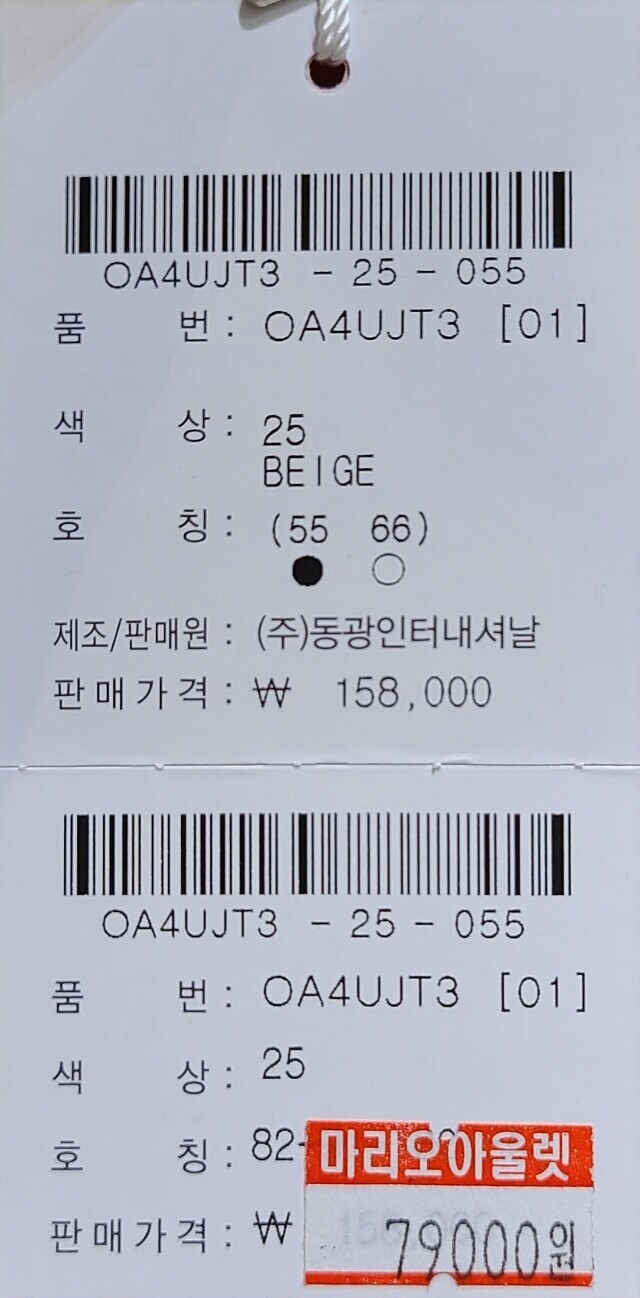 OA4UJT3 - 25 - 055
품 번 : OA4UJT3 [01]
색 상 : 25
BEIGE
호 칭 : (55 66)
제조/판매원 : (주)동광인터내셔날
판매가격 : ₩ 158,000
OA4UJT3 - 25 - 055
품 번 : OA4UJT3 [01]
색 상 : 25
호 칭 : 82-
마리오아울렛
판매가격 : ₩ 79000원